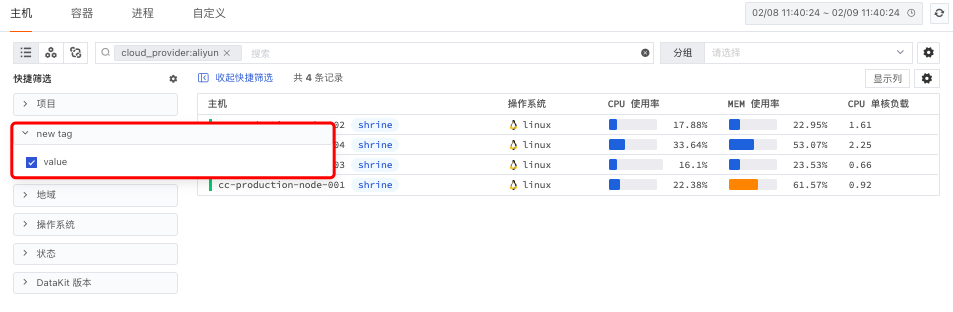 主机 容器 进程 自定义 02/08 11:40:24 ~ 02/09 11:40:24
cloud_provider:aliyun × 搜索 分组 请选择
快捷筛选 收起快捷筛选 共 4 条记录 显示列
项目
主机 操作系统 CPU 使用率 MEM 使用率 CPU 单核负载
02 shrine linux 17.88% 22.95% 1.61
new tag
04 shrine linux 33.64% 53.07% 2.25
value
03 shrine linux 16.1% 23.53% 0.66
cc-production-node-001 shrine linux 22.38% 61.57% 0.92
地域
操作系统
状态
DataKit 版本